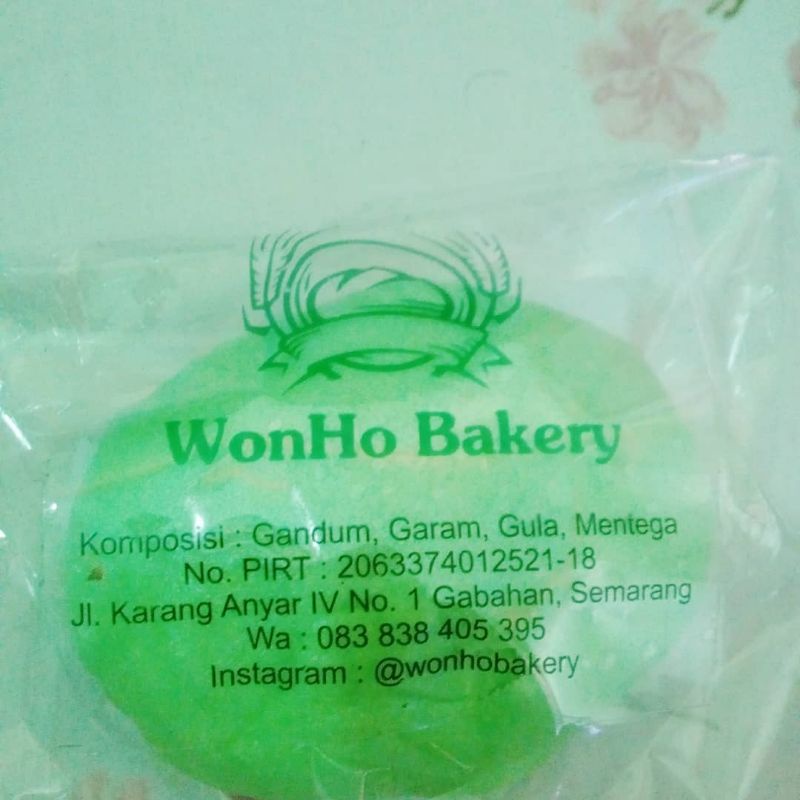 WonHo Bakery
Komposisi : Gandum, Garam, Gula, Mentega
No. PIRT : 2063374012521-18
Jl. Karang Anyar IV No. 1 Gabahan, Semarang
Wa : 083 838 405 395
Instagram : @wonhobakery